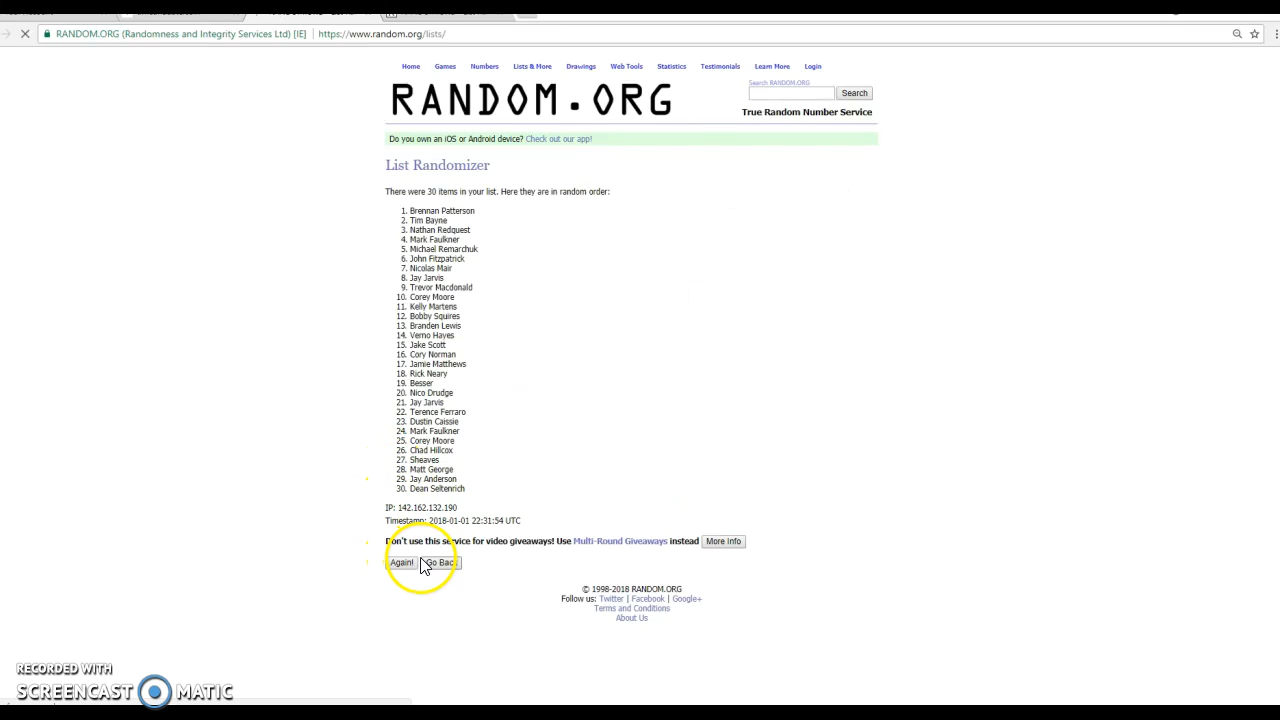 RANDOM.ORG (Randomness and Integrity Services Ltd) [IE] https://www.random.org/lists/
Home Games Numbers Lists & More Drawings Web Tools Statistics Testimonials Learn More Login
RANDOM.ORG
Search RANDOM.ORG
Search
True Random Number Service
Do you own an iOS or Android device? Check out our app!
List Randomizer
There were 30 items in your list. Here they are in random order:
1. Brennan Patterson
2. Tim Bayne
3. Nathan Redquest
4. Mark Faulkner
5. Michael Remarchuk
6. John Fitzpatrick
7. Nicolas Mair
8. Jay Jarvis
9. Trevor Macdonald
10. Corey Moore
11. Kelly Martens
12. Bobby Squires
13. Branden Lewis
14. Verno Hayes
15. Jake Scott
16. Cory Norman
17. Jamie Matthews
18. Rick Neary
19. Besser
20. Nico Drudge
21. Jay Jarvis
22. Terence Ferraro
23. Dustin Caissie
24. Mark Faulkner
25. Corey Moore
26. Chad Hillcox
27. Sheaves
28. Matt George
29. Jay Anderson
30. Dean Seltenrich
IP: 142.162.132.190
Timestamp: 2018-01-01 22:31:54 UTC
Don't use this service for video giveaways! Use Multi-Round Giveaways instead More Info
Again! Go Back
© 1998-2018 RANDOM.ORG
Follow us: Twitter | Facebook | Google+
Terms and Conditions
About Us
RECORDED WITH
SCREENCAST MATIC